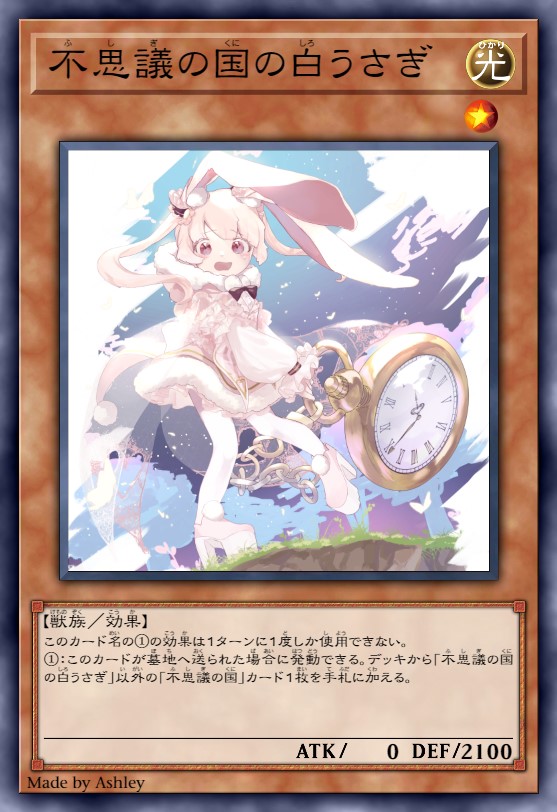 不思議の国の白うさぎ
光
【獣族／効果】
このカード名の①の効果は1ターンに1度しか使用できない。
①：このカードが墓地へ送られた場合に発動できる。デッキから「不思議の国
の白うさぎ」以外の「不思議の国」カード1枚を手札に加える。
ATK/ 0 DEF/2100
Made by Ashley